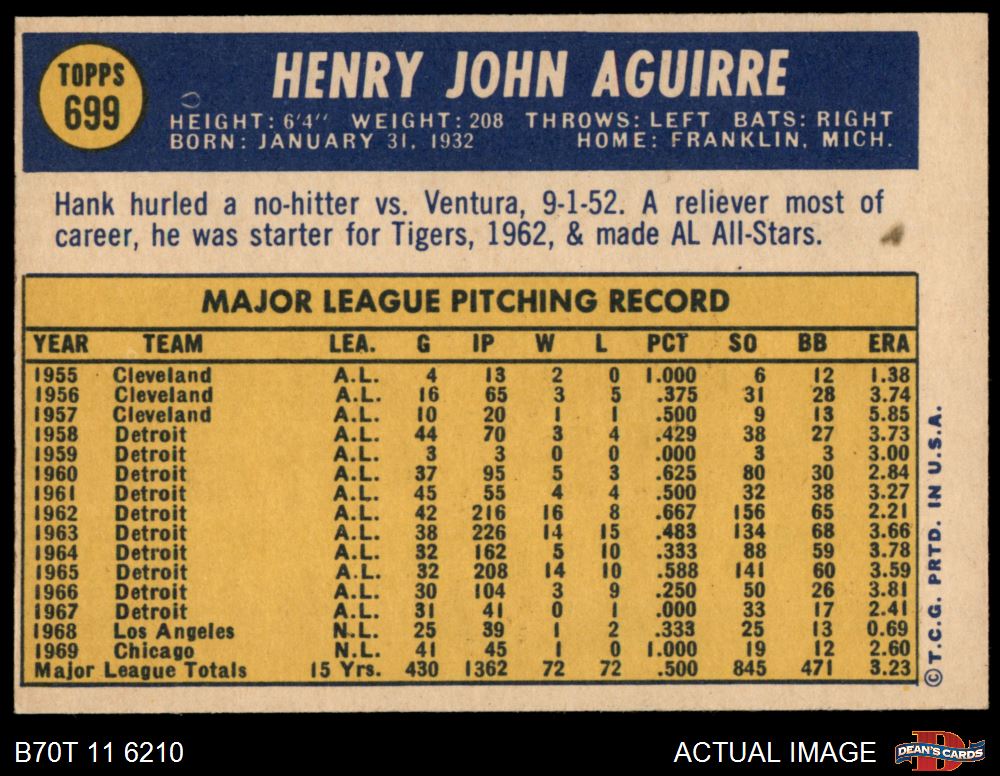 TOPPS
699
HENRY JOHN AGUIRRE
HEIGHT: 6'4" WEIGHT: 208 THROWS: LEFT BATS: RIGHT
BORN: JANUARY 31, 1932 HOME: FRANKLIN, MICH.
Hank hurled a no-hitter vs. Ventura, 9-1-52. A reliever most of
career, he was starter for Tigers, 1962, & made AL All-Stars.
MAJOR LEAGUE PITCHING RECORD
YEAR TEAM LEA. G IP W L PCT SO BB ERA
1955 Cleveland A.L. 4 13 2 0 1.000 6 12 1.38
1956 Cleveland A.L. 16 65 3 5 .375 31 28 3.74
1957 Cleveland A.L. 10 20 1 1 .500 9 13 5.85
1958 Detroit A.L. 44 70 3 4 .429 38 27 3.73
1959 Detroit A.L. 3 3 0 0 .000 3 3 3.00
1960 Detroit A.L. 37 95 5 3 .625 80 30 2.84
1961 Detroit A.L. 45 55 4 4 .500 32 38 3.27
1962 Detroit A.L. 42 216 16 8 .667 156 65 2.21
1963 Detroit A.L. 38 226 14 15 .483 134 68 3.66
1964 Detroit A.L. 32 162 5 10 .333 88 59 3.78
1965 Detroit A.L. 32 208 14 10 .588 141 60 3.59
1966 Detroit A.L. 30 104 3 9 .250 50 26 3.81
1967 Detroit A.L. 31 41 0 1 .000 33 17 2.41
1968 Los Angeles N.L. 25 39 1 2 .333 25 13 0.69
1969 Chicago N.L. 41 45 1 0 1.000 19 12 2.60
Major League Totals 15 Yrs. 430 1362 72 72 .500 845 471 3.23
©T.C.G. PRTD. IN U.S.A.
B70T 11 6210
ACTUAL IMAGE
DEAN'S CARDS